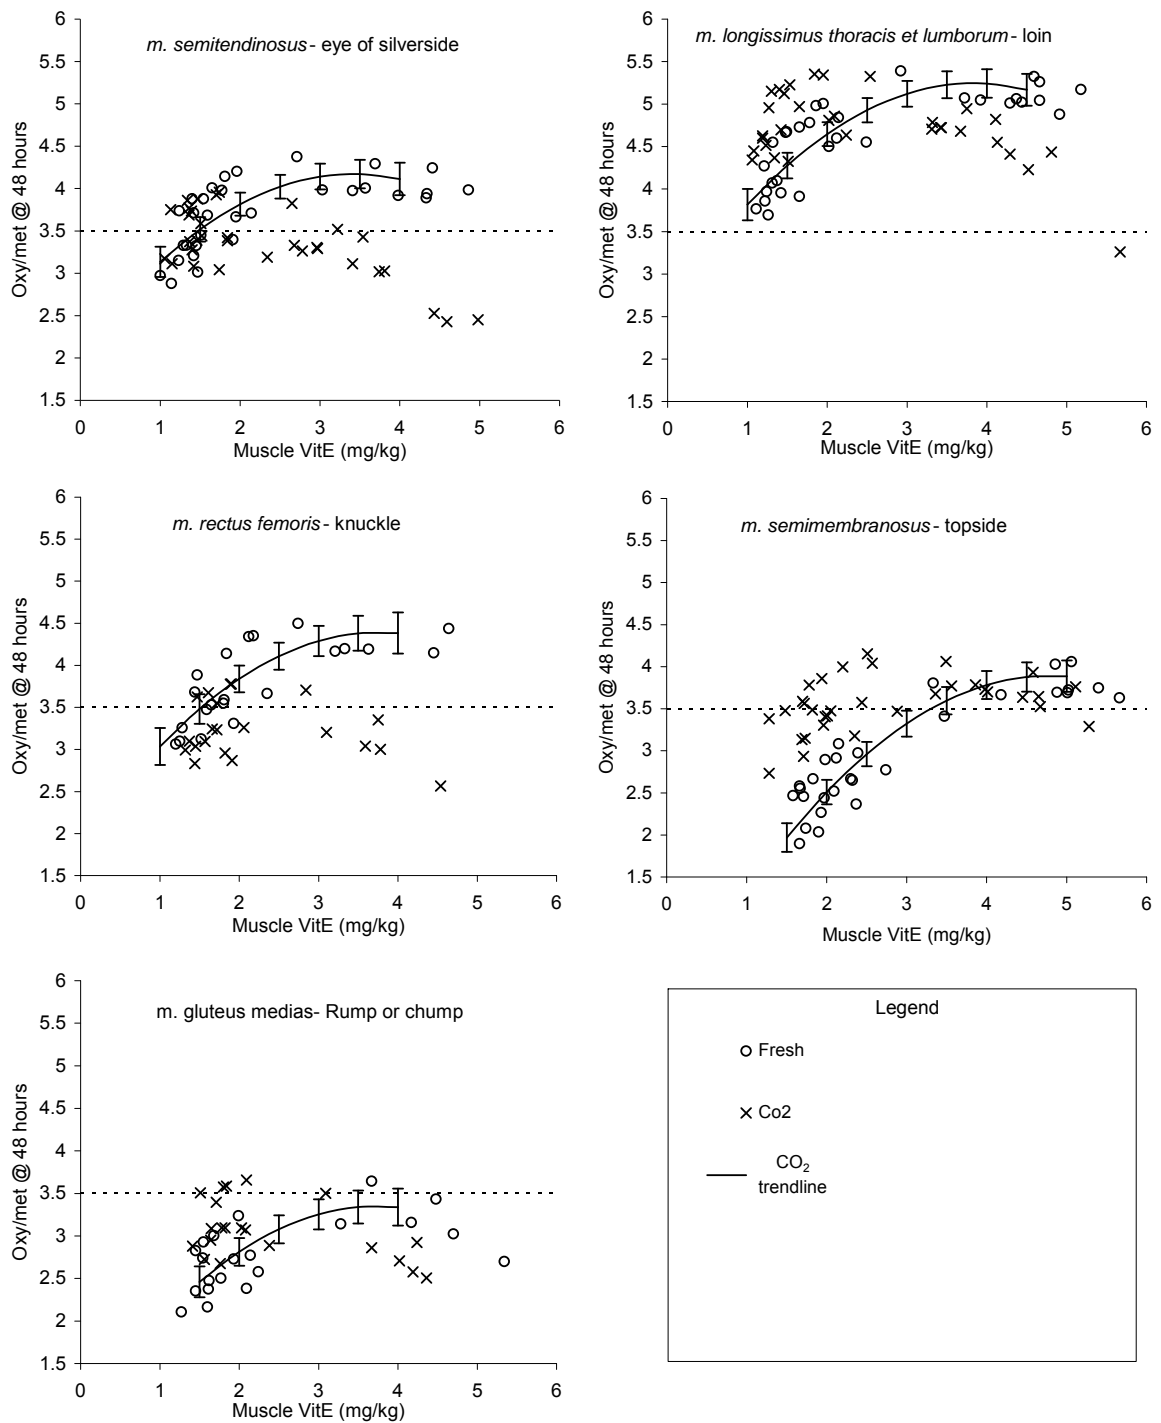 m. semitendinosus - eye of silverside
Oxy/met @ 48 hours
6
5.5
5
4.5
4
3.5
3
2.5
2
1.5
0 1 2 3 4 5 6
Muscle VitE (mg/kg)
m. longissimus thoracis et lumborum - loin
Oxy/met @ 48 hours
6
5.5
5
4.5
4
3.5
3
2.5
2
1.5
0 1 2 3 4 5 6
Muscle VitE (mg/kg)
m. rectus femoris - knuckle
Oxy/met @ 48 hours
6
5.5
5
4.5
4
3.5
3
2.5
2
1.5
0 1 2 3 4 5 6
Muscle VitE (mg/kg)
m. semimembranosus - topside
Oxy/met @ 48 hours
6
5.5
5
4.5
4
3.5
3
2.5
2
1.5
0 1 2 3 4 5 6
Muscle VitE (mg/kg)
m. gluteus medias- Rump or chump
Oxy/met @ 48 hours
6
5.5
5
4.5
4
3.5
3
2.5
2
1.5
0 1 2 3 4 5 6
Muscle VitE (mg/kg)
Legend
Fresh
Co2
CO₂
trendline